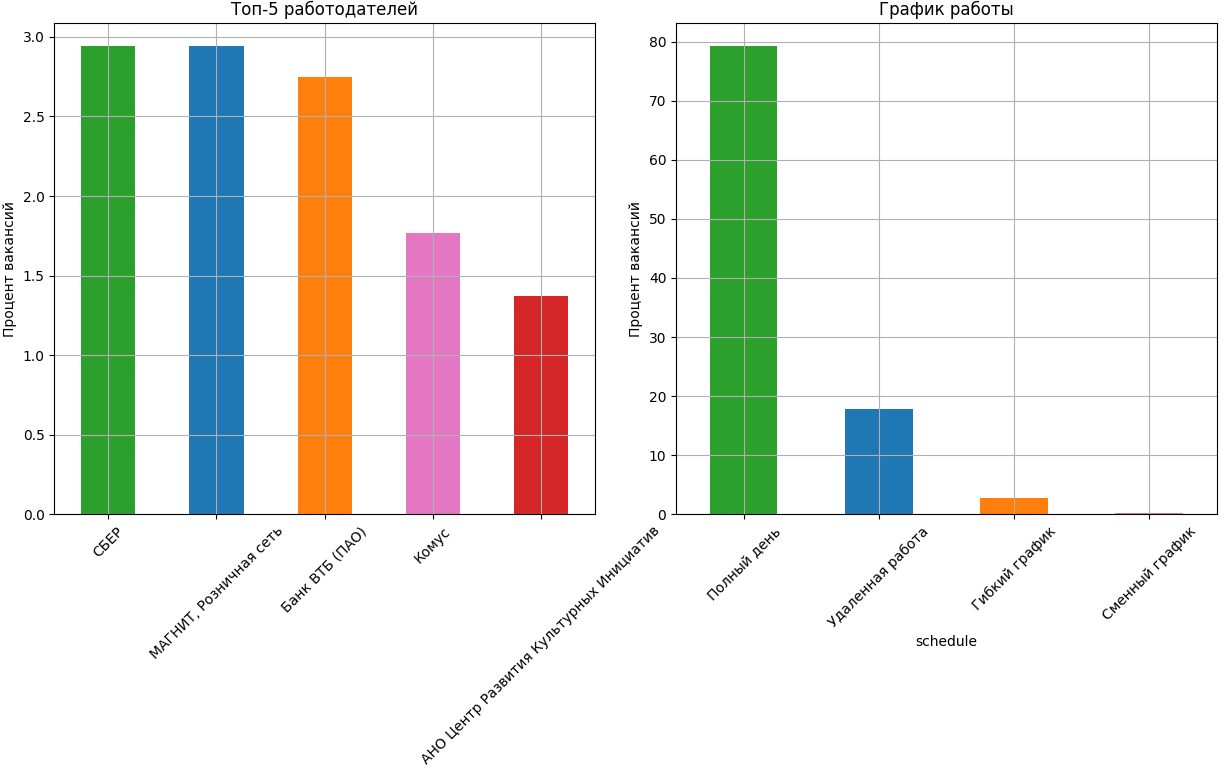 Топ-5 работодателей
Процент вакансий
3.0
2.5
2.0
1.5
1.0
0.5
0.0
СБЕР
МАГНИТ, Розничная сеть
Банк ВТБ (ПАО)
Комус
АНО Центр Развития Культурных Инициатив
График работы
Процент вакансий
80
70
60
50
40
30
20
10
0
Полный день
Удаленная работа
Гибкий график
Сменный график
schedule